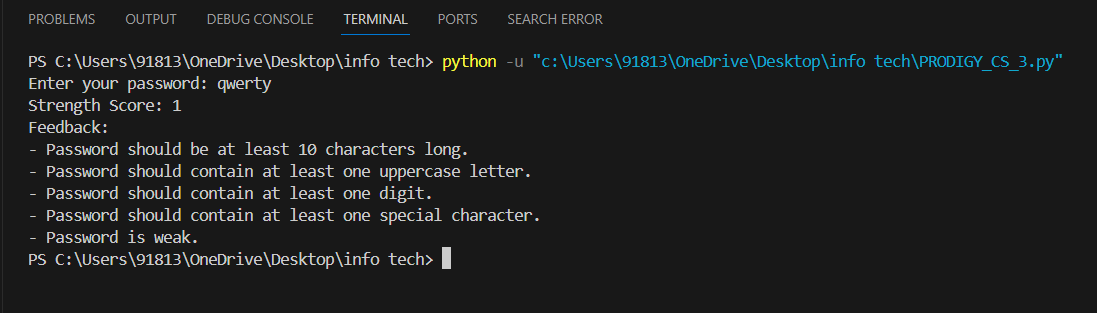 PROBLEMS OUTPUT DEBUG CONSOLE TERMINAL PORTS SEARCH ERROR
PS C:\Users\91813\OneDrive\Desktop\info tech> python -u "c:\Users\91813\OneDrive\Desktop\info tech\PRODIGY_CS_3.py"
Enter your password: qwerty
Strength Score: 1
Feedback:
- Password should be at least 10 characters long.
- Password should contain at least one uppercase letter.
- Password should contain at least one digit.
- Password should contain at least one special character.
- Password is weak.
PS C:\Users\91813\OneDrive\Desktop\info tech>